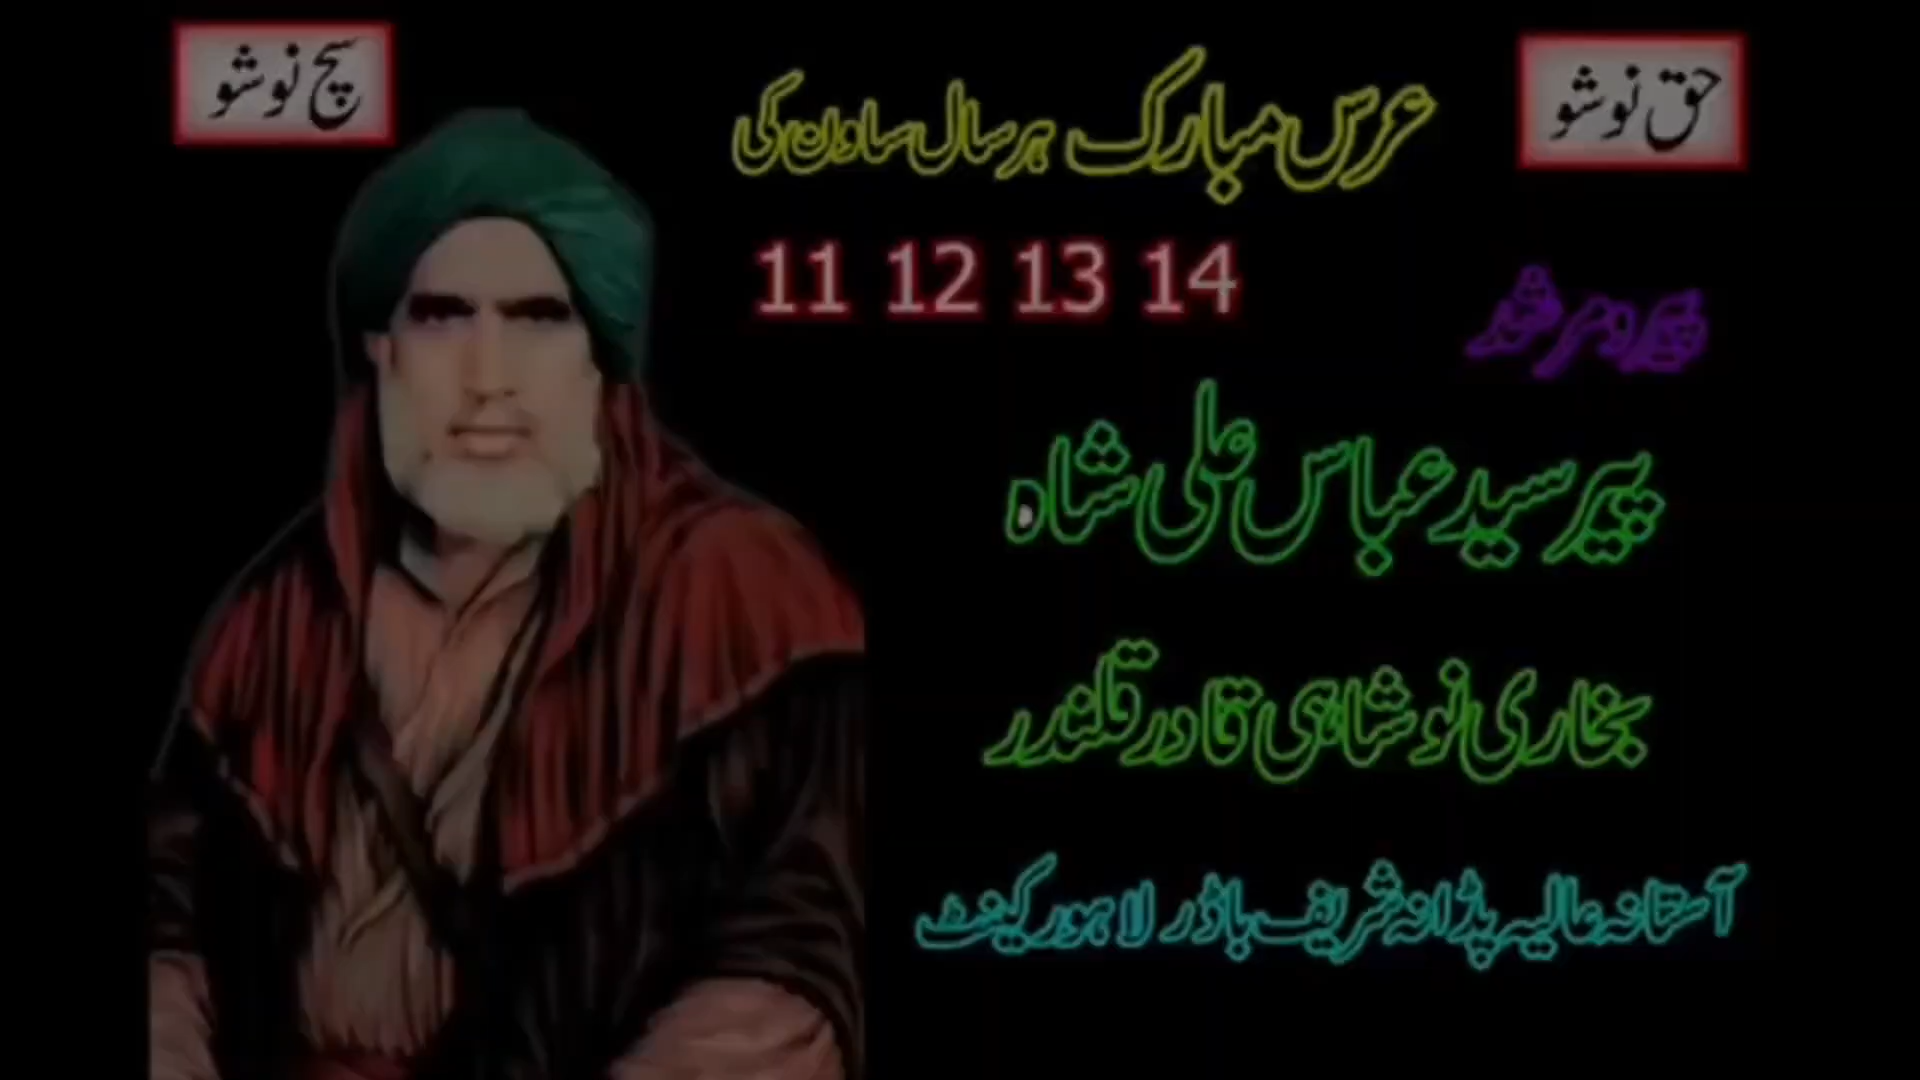 حق نوشو
سچ نوشو
عرس مبارک ہر سال ساون کی
11 12 13 14
پیر و مرشد
پیر سید عباس علی شاہ
بخاری نوشاہی قادر قلندر
آستانہ عالیہ پڈانہ شریف باڈر لاہور کینٹ